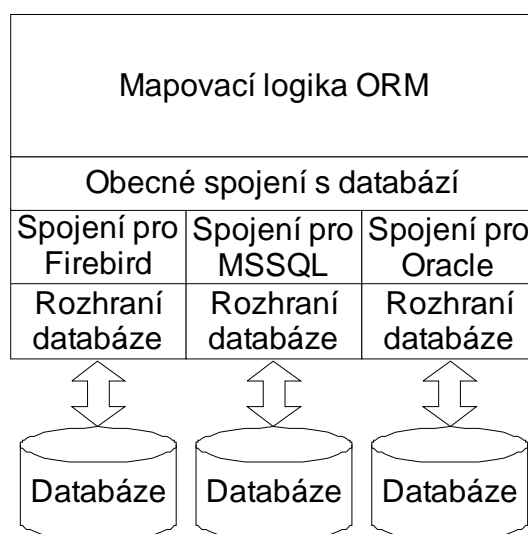 Mapovací logika ORM
Obecné spojení s databází
Spojení pro
Firebird
Spojení pro
MSSQL
Spojení pro
Oracle
Rozhraní
databáze
Rozhraní
databáze
Rozhraní
databáze
Databáze
Databáze
Databáze